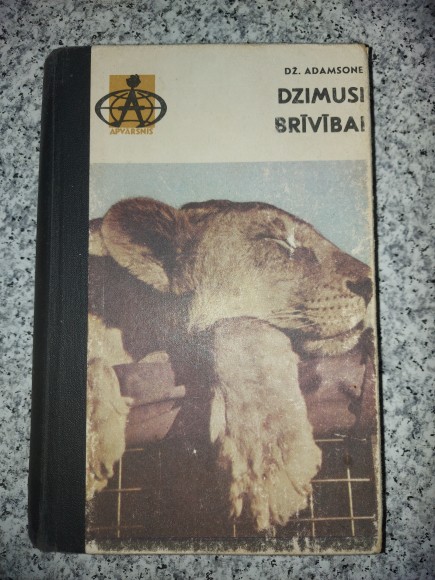 DŽ. ADAMSONE
DZIMUSI
BRĪVĪBAI
APVĀRSNIS